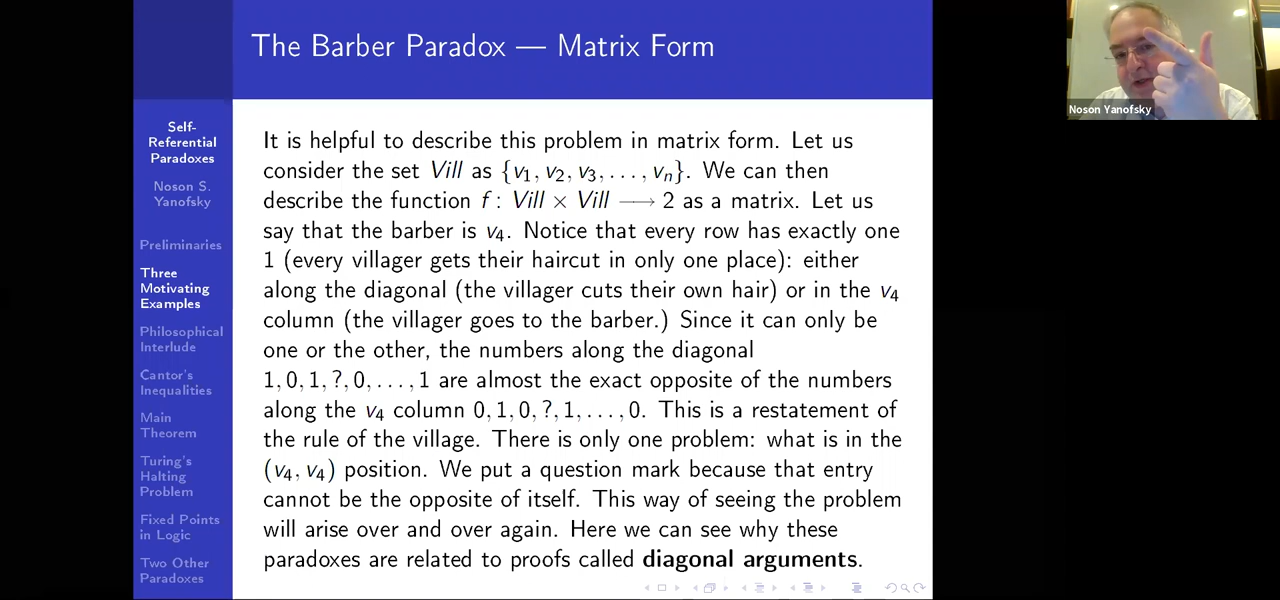 The Barber Paradox — Matrix Form
Noson Yanofsky
Self-
Referential
Paradoxes
Noson S.
Yanofsky
Preliminaries
Three
Motivating
Examples
Philosophical
Interlude
Cantor's
Inequalities
Main
Theorem
Turing's
Halting
Problem
Fixed Points
in Logic
Two Other
Paradoxes
It is helpful to describe this problem in matrix form. Let us
consider the set Vill as {v₁, v₂, v₃, . . . , vₙ}. We can then
describe the function f : Vill × Vill ⟶ 2 as a matrix. Let us
say that the barber is v₄. Notice that every row has exactly one
1 (every villager gets their haircut in only one place): either
along the diagonal (the villager cuts their own hair) or in the v₄
column (the villager goes to the barber.) Since it can only be
one or the other, the numbers along the diagonal
1, 0, 1, ?, 0, . . . , 1 are almost the exact opposite of the numbers
along the v₄ column 0, 1, 0, ?, 1, . . . , 0. This is a restatement of
the rule of the village. There is only one problem: what is in the
(v₄, v₄) position. We put a question mark because that entry
cannot be the opposite of itself. This way of seeing the problem
will arise over and over again. Here we can see why these
paradoxes are related to proofs called diagonal arguments.